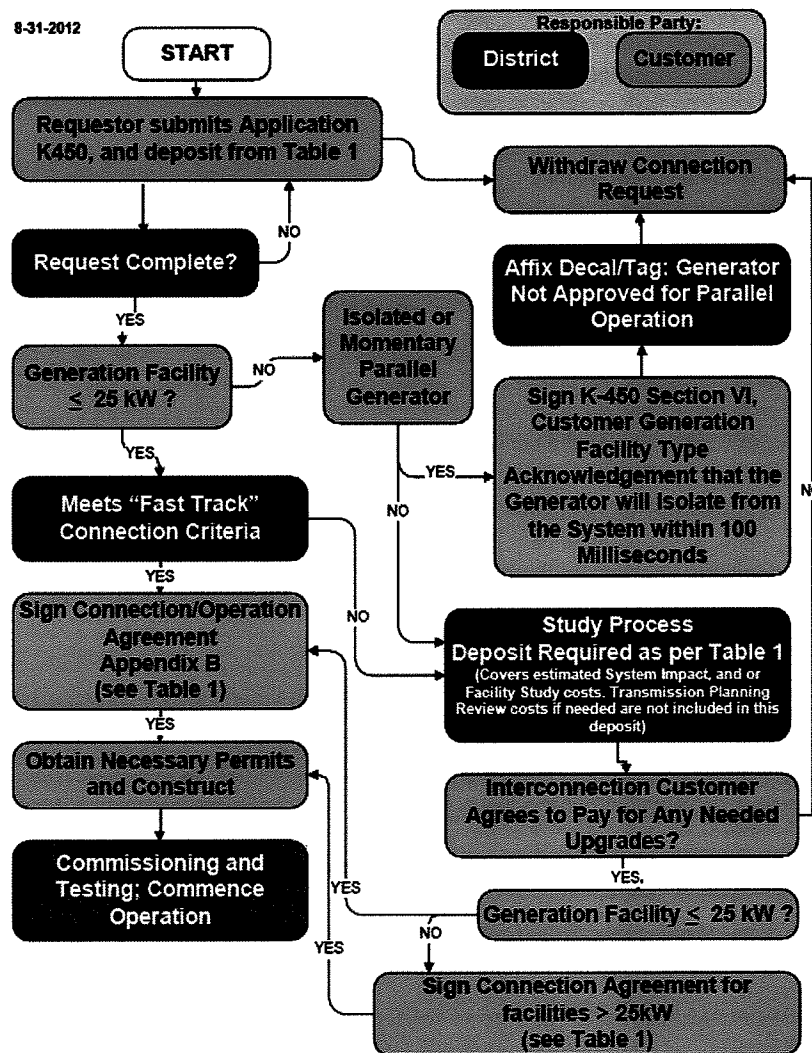 8-31-2012
START
Responsible Party:
District
Customer
Requestor submits Application
K450, and deposit from Table 1
Withdraw Connection
Request
NO
Request Complete?
Affix Decal/Tag: Generator
Not Approved for Parallel
Operation
YES
Isolated or
Momentary
Parallel
Generator
NO
Generation Facility
≤ 25 kW ?
Sign K-450 Section VI,
Customer Generation
Facility Type
Acknowledgement that the
Generator will Isolate from
the System within 100
Milliseconds
YES
YES
NO
Meets "Fast Track"
Connection Criteria
YES
NO
Sign Connection/Operation
Agreement
Appendix B
(see Table 1)
Study Process
Deposit Required as per Table 1
(Covers estimated System Impact, and or
Facility Study costs. Transmission Planning
Review costs if needed are not included in this
deposit)
YES
Obtain Necessary Permits
and Construct
Interconnection Customer
Agrees to Pay for Any Needed
Upgrades?
Commissioning and
Testing; Commence
Operation
YES
YES
Generation Facility ≤ 25 kW ?
YES
NO
Sign Connection Agreement for
facilities > 25kW
(see Table 1)